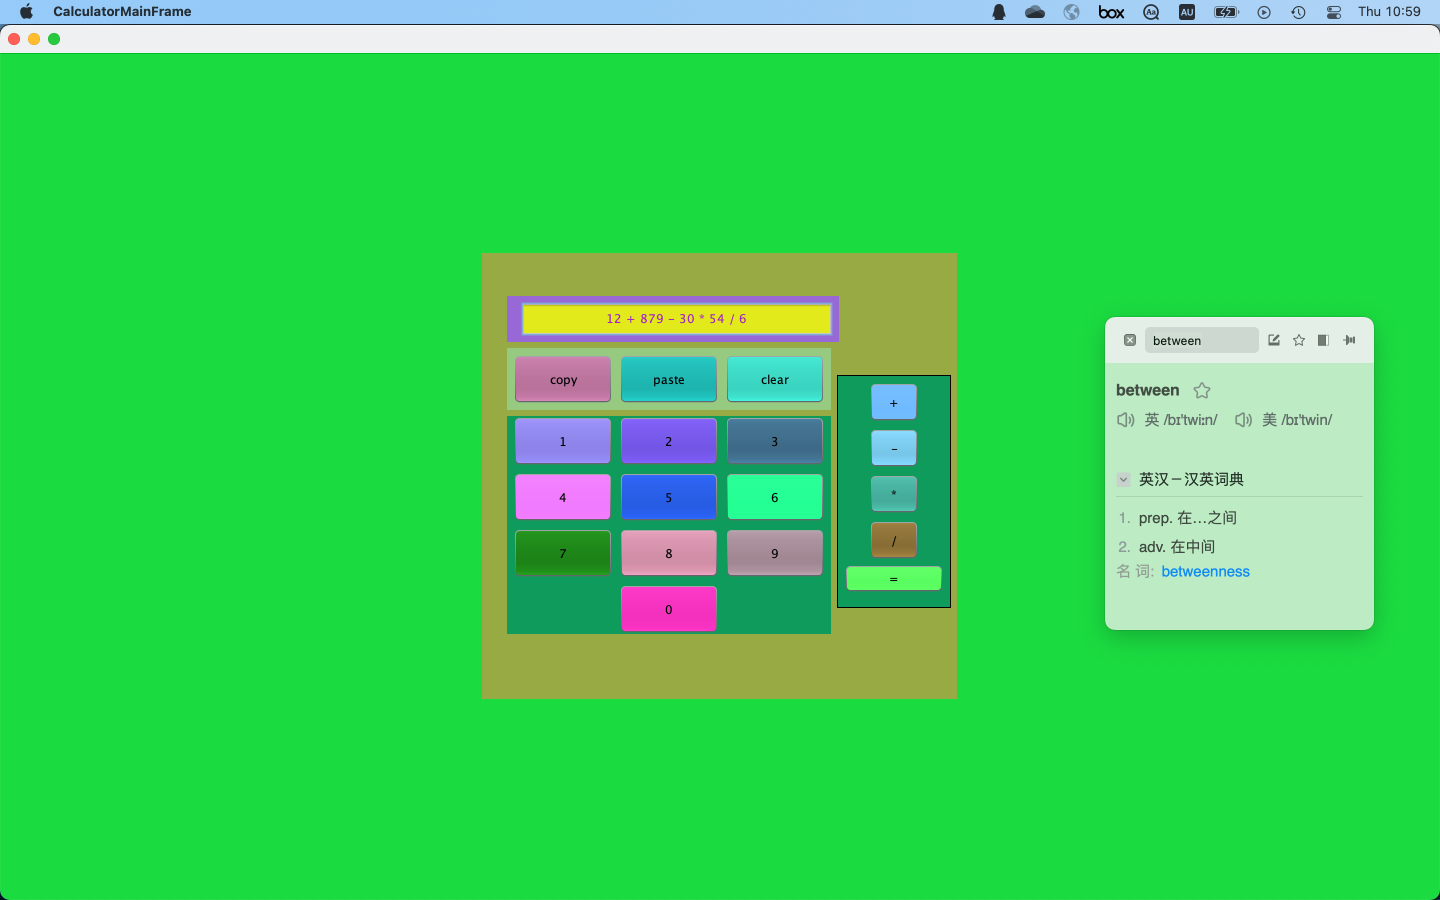 CalculatorMainFrame
box
Aa
AU
Thu 10:59
12 + 879 – 30 * 54 / 6
copy
paste
clear
1
2
3
4
5
6
7
8
9
0
+
–
*
/
=
between
between
英 /bɪ'twiːn/ 美 /bɪ'twin/
英汉－汉英词典
1. prep. 在…之间
2. adv. 在中间
名 词: betweenness